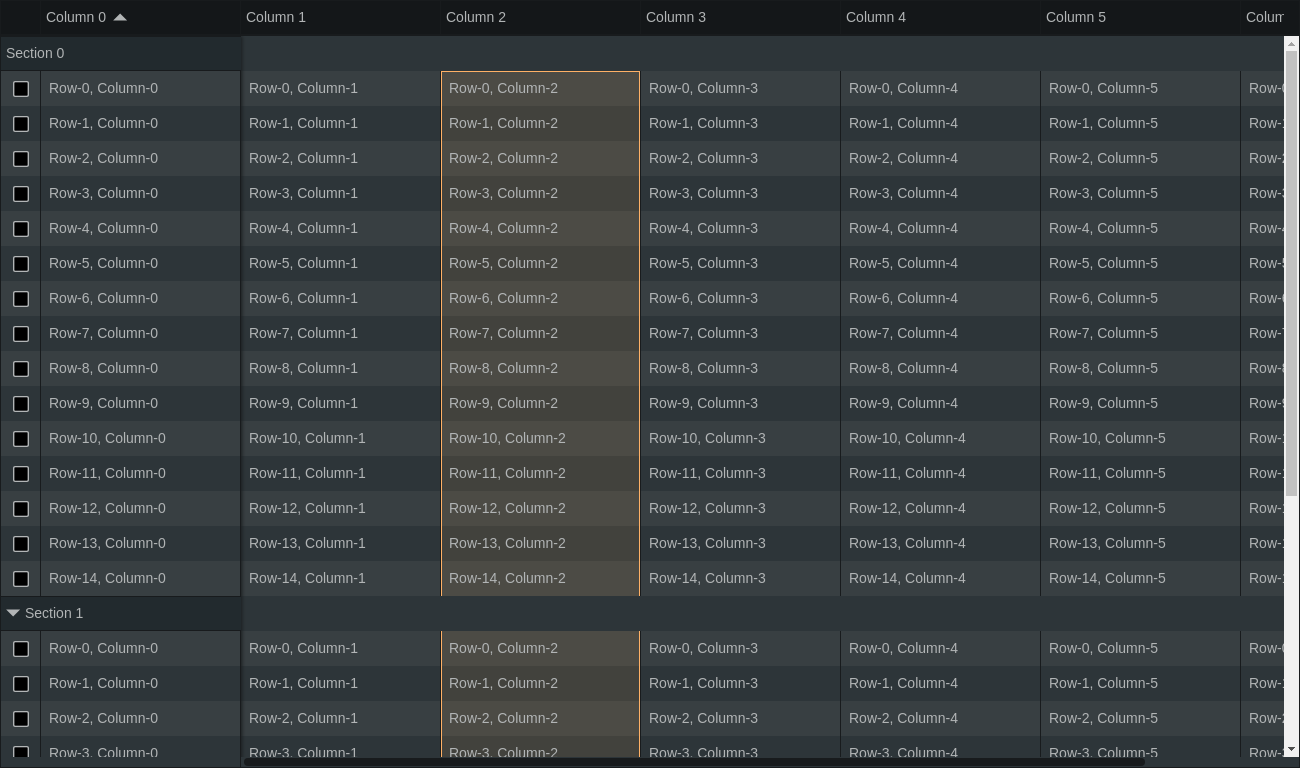 Column 0 Column 1 Column 2 Column 3 Column 4 Column 5 Colum
Section 0
Row-0, Column-0 Row-0, Column-1 Row-0, Column-2 Row-0, Column-3 Row-0, Column-4 Row-0, Column-5 Row-0
Row-1, Column-0 Row-1, Column-1 Row-1, Column-2 Row-1, Column-3 Row-1, Column-4 Row-1, Column-5 Row-1
Row-2, Column-0 Row-2, Column-1 Row-2, Column-2 Row-2, Column-3 Row-2, Column-4 Row-2, Column-5 Row-2
Row-3, Column-0 Row-3, Column-1 Row-3, Column-2 Row-3, Column-3 Row-3, Column-4 Row-3, Column-5 Row-3
Row-4, Column-0 Row-4, Column-1 Row-4, Column-2 Row-4, Column-3 Row-4, Column-4 Row-4, Column-5 Row-4
Row-5, Column-0 Row-5, Column-1 Row-5, Column-2 Row-5, Column-3 Row-5, Column-4 Row-5, Column-5 Row-5
Row-6, Column-0 Row-6, Column-1 Row-6, Column-2 Row-6, Column-3 Row-6, Column-4 Row-6, Column-5 Row-6
Row-7, Column-0 Row-7, Column-1 Row-7, Column-2 Row-7, Column-3 Row-7, Column-4 Row-7, Column-5 Row-7
Row-8, Column-0 Row-8, Column-1 Row-8, Column-2 Row-8, Column-3 Row-8, Column-4 Row-8, Column-5 Row-8
Row-9, Column-0 Row-9, Column-1 Row-9, Column-2 Row-9, Column-3 Row-9, Column-4 Row-9, Column-5 Row-9
Row-10, Column-0 Row-10, Column-1 Row-10, Column-2 Row-10, Column-3 Row-10, Column-4 Row-10, Column-5 Row-1
Row-11, Column-0 Row-11, Column-1 Row-11, Column-2 Row-11, Column-3 Row-11, Column-4 Row-11, Column-5 Row-1
Row-12, Column-0 Row-12, Column-1 Row-12, Column-2 Row-12, Column-3 Row-12, Column-4 Row-12, Column-5 Row-1
Row-13, Column-0 Row-13, Column-1 Row-13, Column-2 Row-13, Column-3 Row-13, Column-4 Row-13, Column-5 Row-1
Row-14, Column-0 Row-14, Column-1 Row-14, Column-2 Row-14, Column-3 Row-14, Column-4 Row-14, Column-5 Row-1
Section 1
Row-0, Column-0 Row-0, Column-1 Row-0, Column-2 Row-0, Column-3 Row-0, Column-4 Row-0, Column-5 Row-0
Row-1, Column-0 Row-1, Column-1 Row-1, Column-2 Row-1, Column-3 Row-1, Column-4 Row-1, Column-5 Row-1
Row-2, Column-0 Row-2, Column-1 Row-2, Column-2 Row-2, Column-3 Row-2, Column-4 Row-2, Column-5 Row-2
Row-3, Column-0 Row-3, Column-1 Row-3, Column-2 Row-3, Column-3 Row-3, Column-4 Row-3, Column-5 Row-3